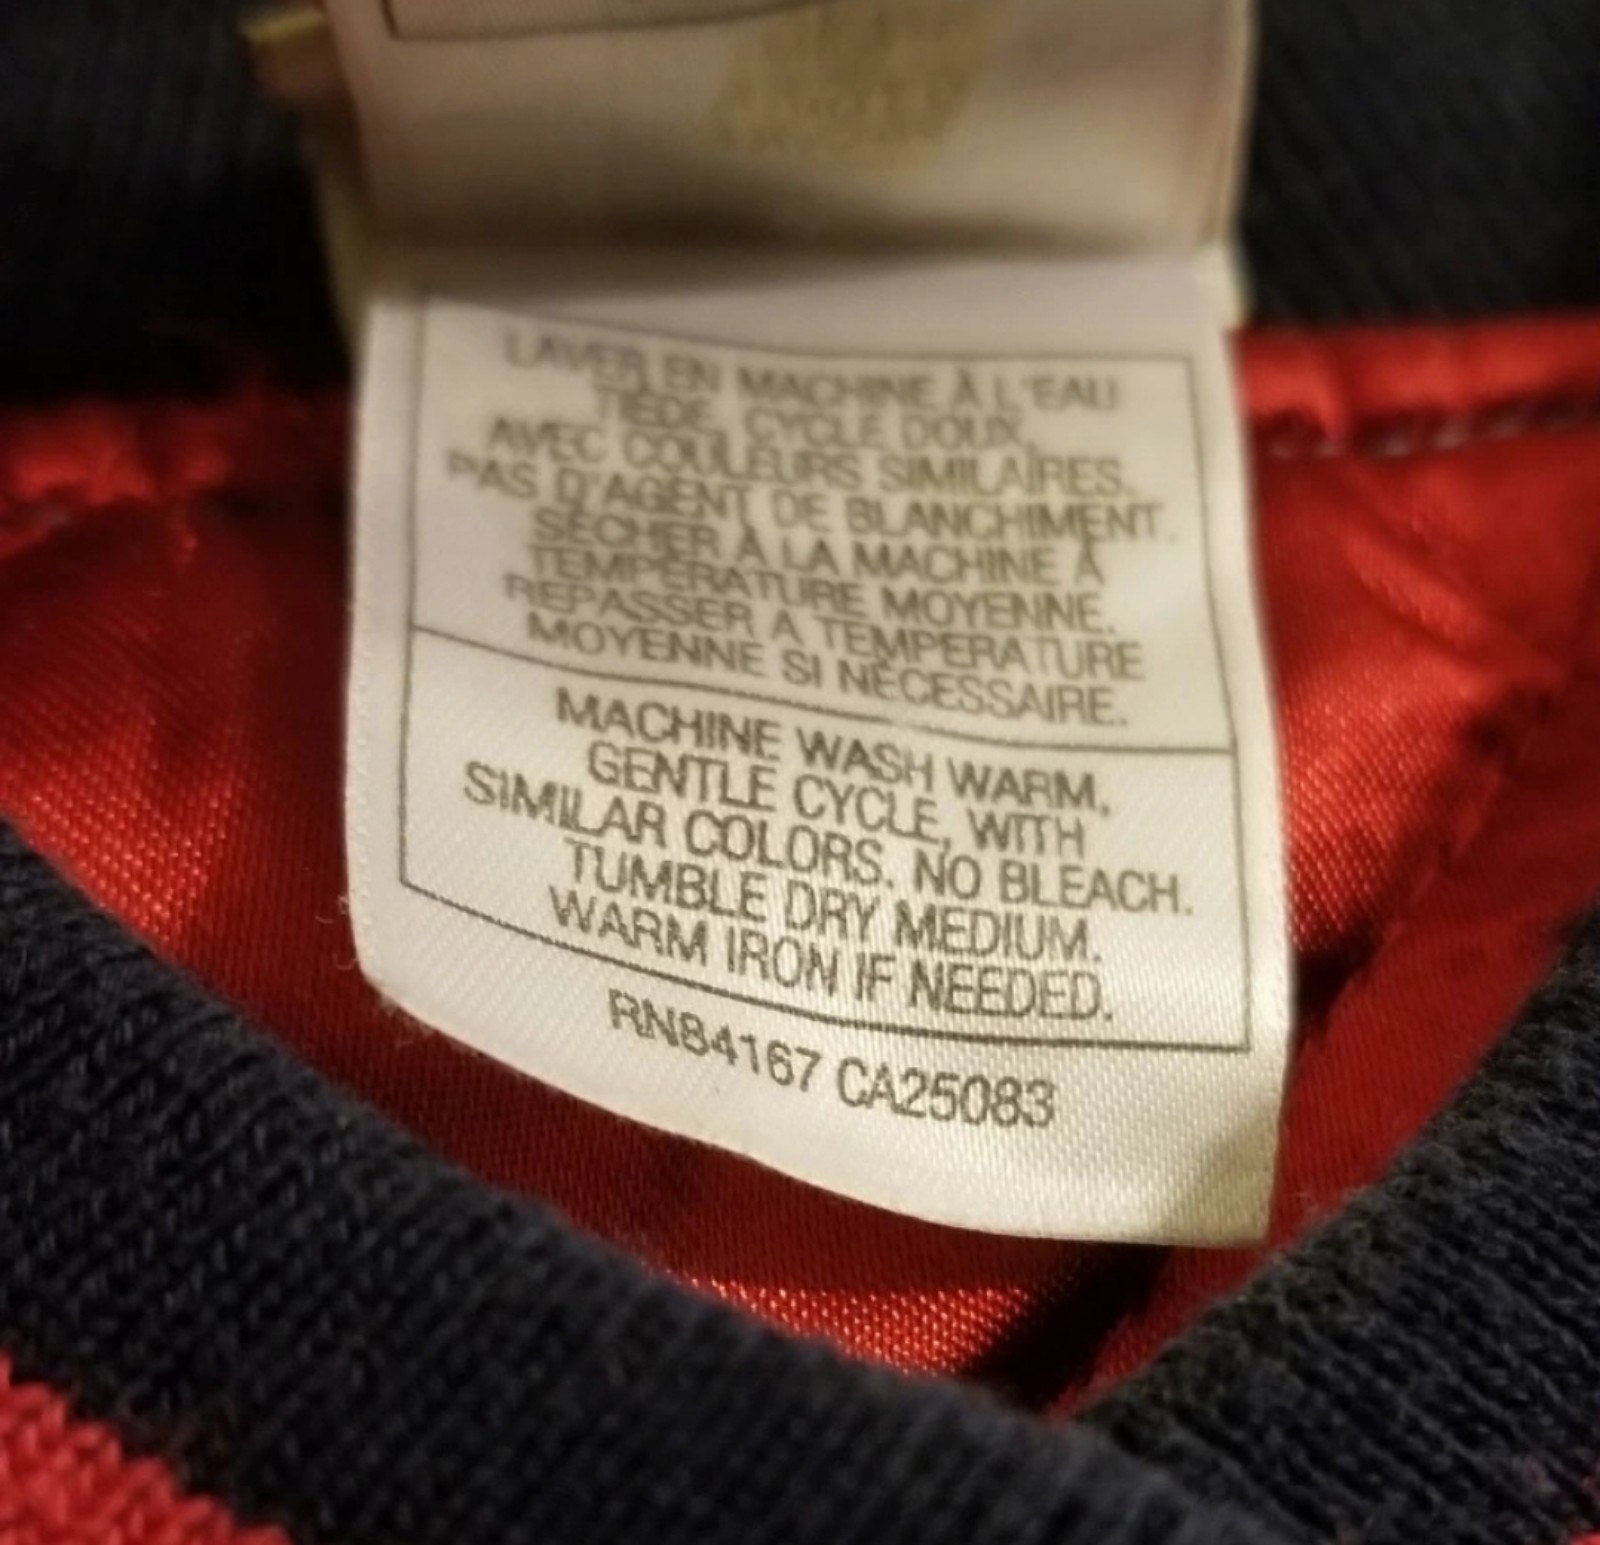 LAVER EN MACHINE À L'EAU
TIÈDE, CYCLE DOUX,
AVEC COULEURS SIMILAIRES.
PAS D'AGENT DE BLANCHIMENT.
SÉCHER À LA MACHINE À
TEMPÉRATURE MOYENNE.
REPASSER À TEMPÉRATURE
MOYENNE SI NÉCESSAIRE.
MACHINE WASH WARM,
GENTLE CYCLE, WITH
SIMILAR COLORS. NO BLEACH.
TUMBLE DRY MEDIUM.
WARM IRON IF NEEDED.
RN84167 CA25083